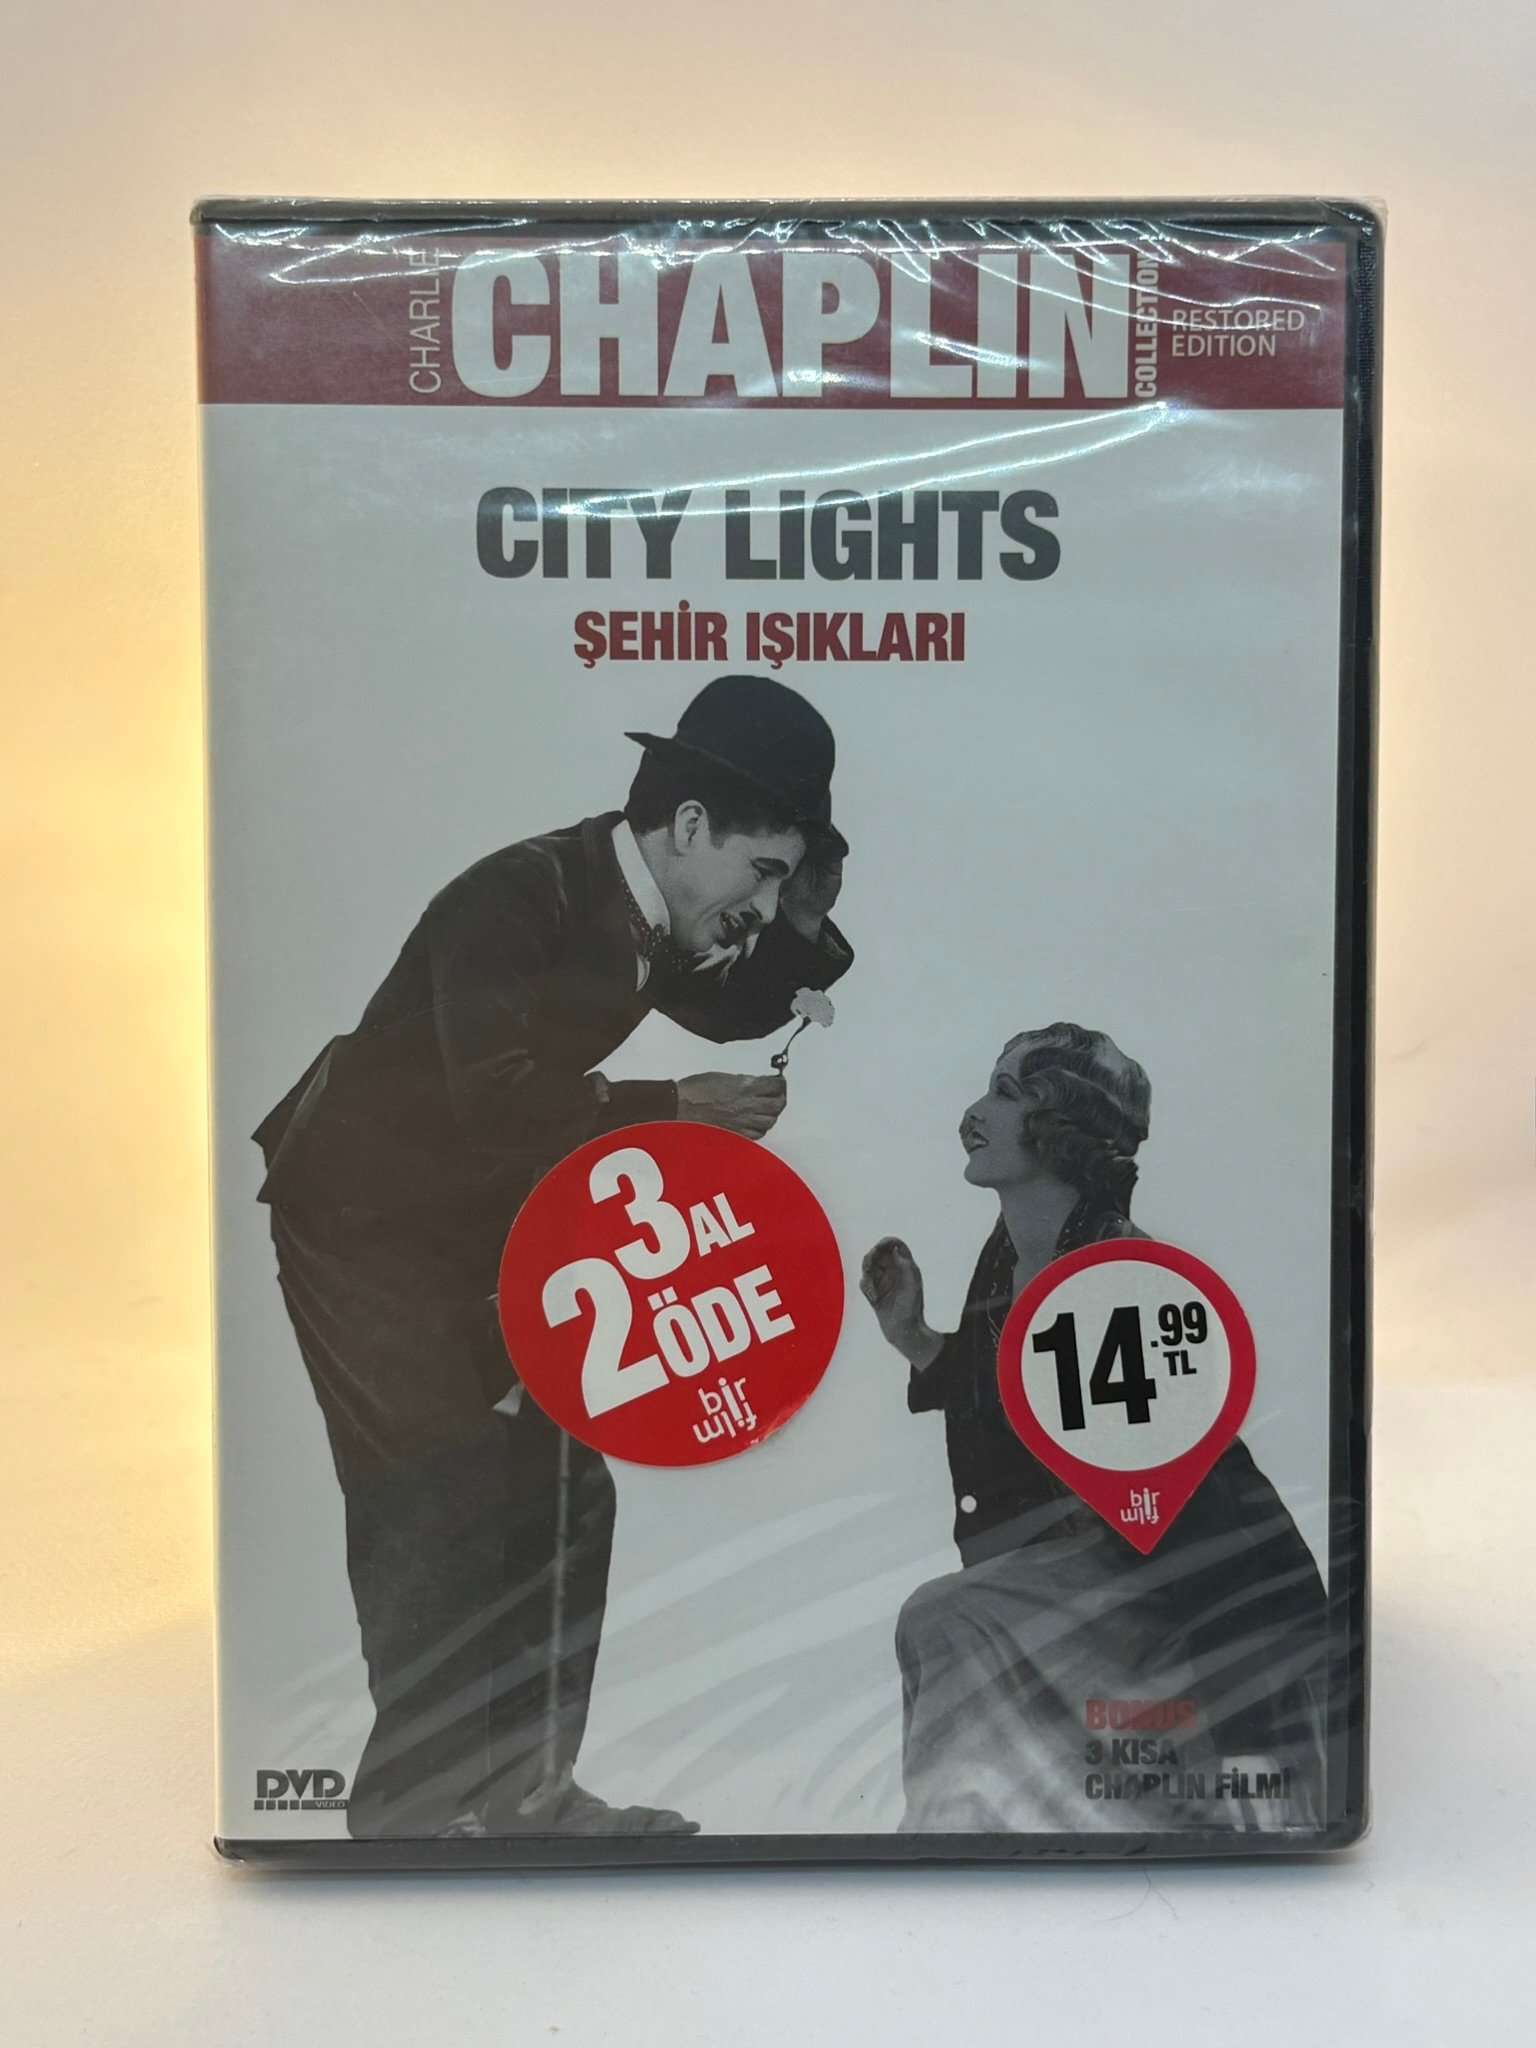 CHARLIE
CHAPLIN
COLLECTION
RESTORED
EDITION
CITY LIGHTS
ŞEHİR IŞIKLARI
3 AL
2 ÖDE
bir
film
14.99
TL
bir
film
BONUS
3 KISA
CHAPLIN FİLMİ
DVD
VIDEO